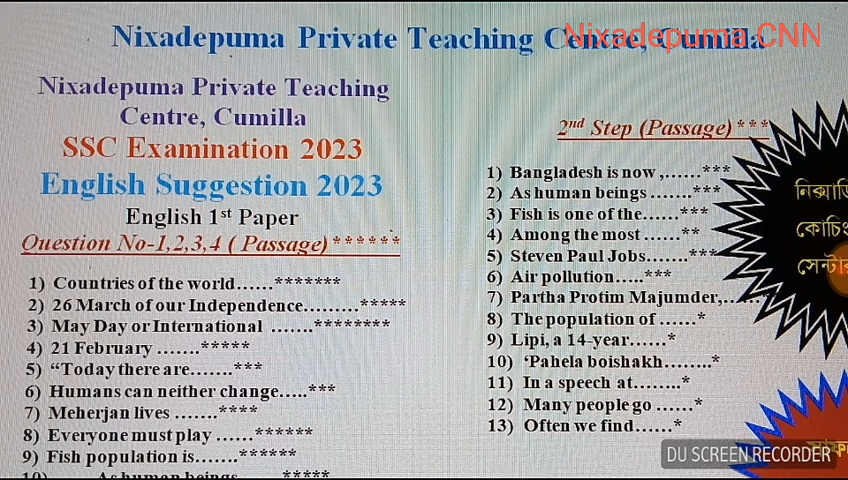 Nixadepuma Private Teaching Centre, Cumilla
Nixadepuma CNN
Nixadepuma Private Teaching
Centre, Cumilla
SSC Examination 2023
English Suggestion 2023
English 1st Paper
Question No-1,2,3,4 ( Passage)******
1) Countries of the world……*******
2) 26 March of our Independence………*****
3) May Day or International …….********
4) 21 February …….*****
5) “Today there are…….***
6) Humans can neither change…..***
7) Meherjan lives …….****
8) Everyone must play ……******
9) Fish population is…….******
10) As human beings *****
2nd Step (Passage)***
1) Bangladesh is now ,……***
2) As human beings …….***
3) Fish is one of the……***
4) Among the most ……**
5) Steven Paul Jobs…….***
6) Air pollution…..***
7) Partha Protim Majumder,…
8) The population of ……*
9) Lipi, a 14-year……*
10) ‘Pahela boishakh……..*
11) In a speech at……..*
12) Many people go ……*
13) Often we find……*
কোচিং
সেন্টার
DU SCREEN RECORDER